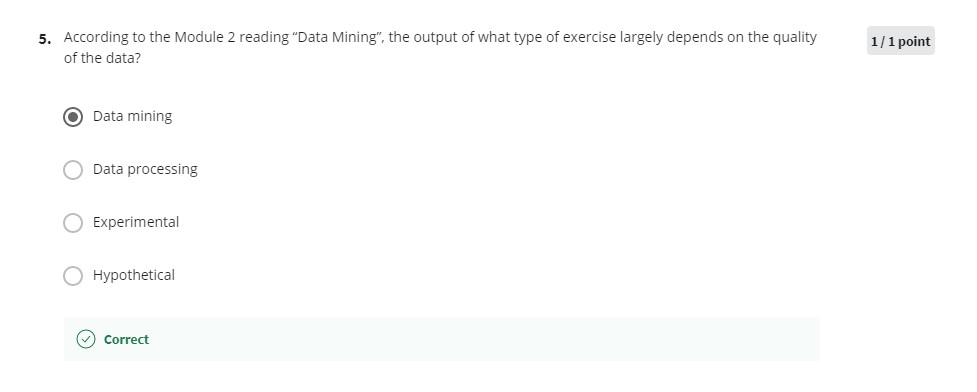 5. According to the Module 2 reading “Data Mining”, the output of what type of exercise largely depends on the quality
of the data?
1 / 1 point
Data mining
Data processing
Experimental
Hypothetical
Correct